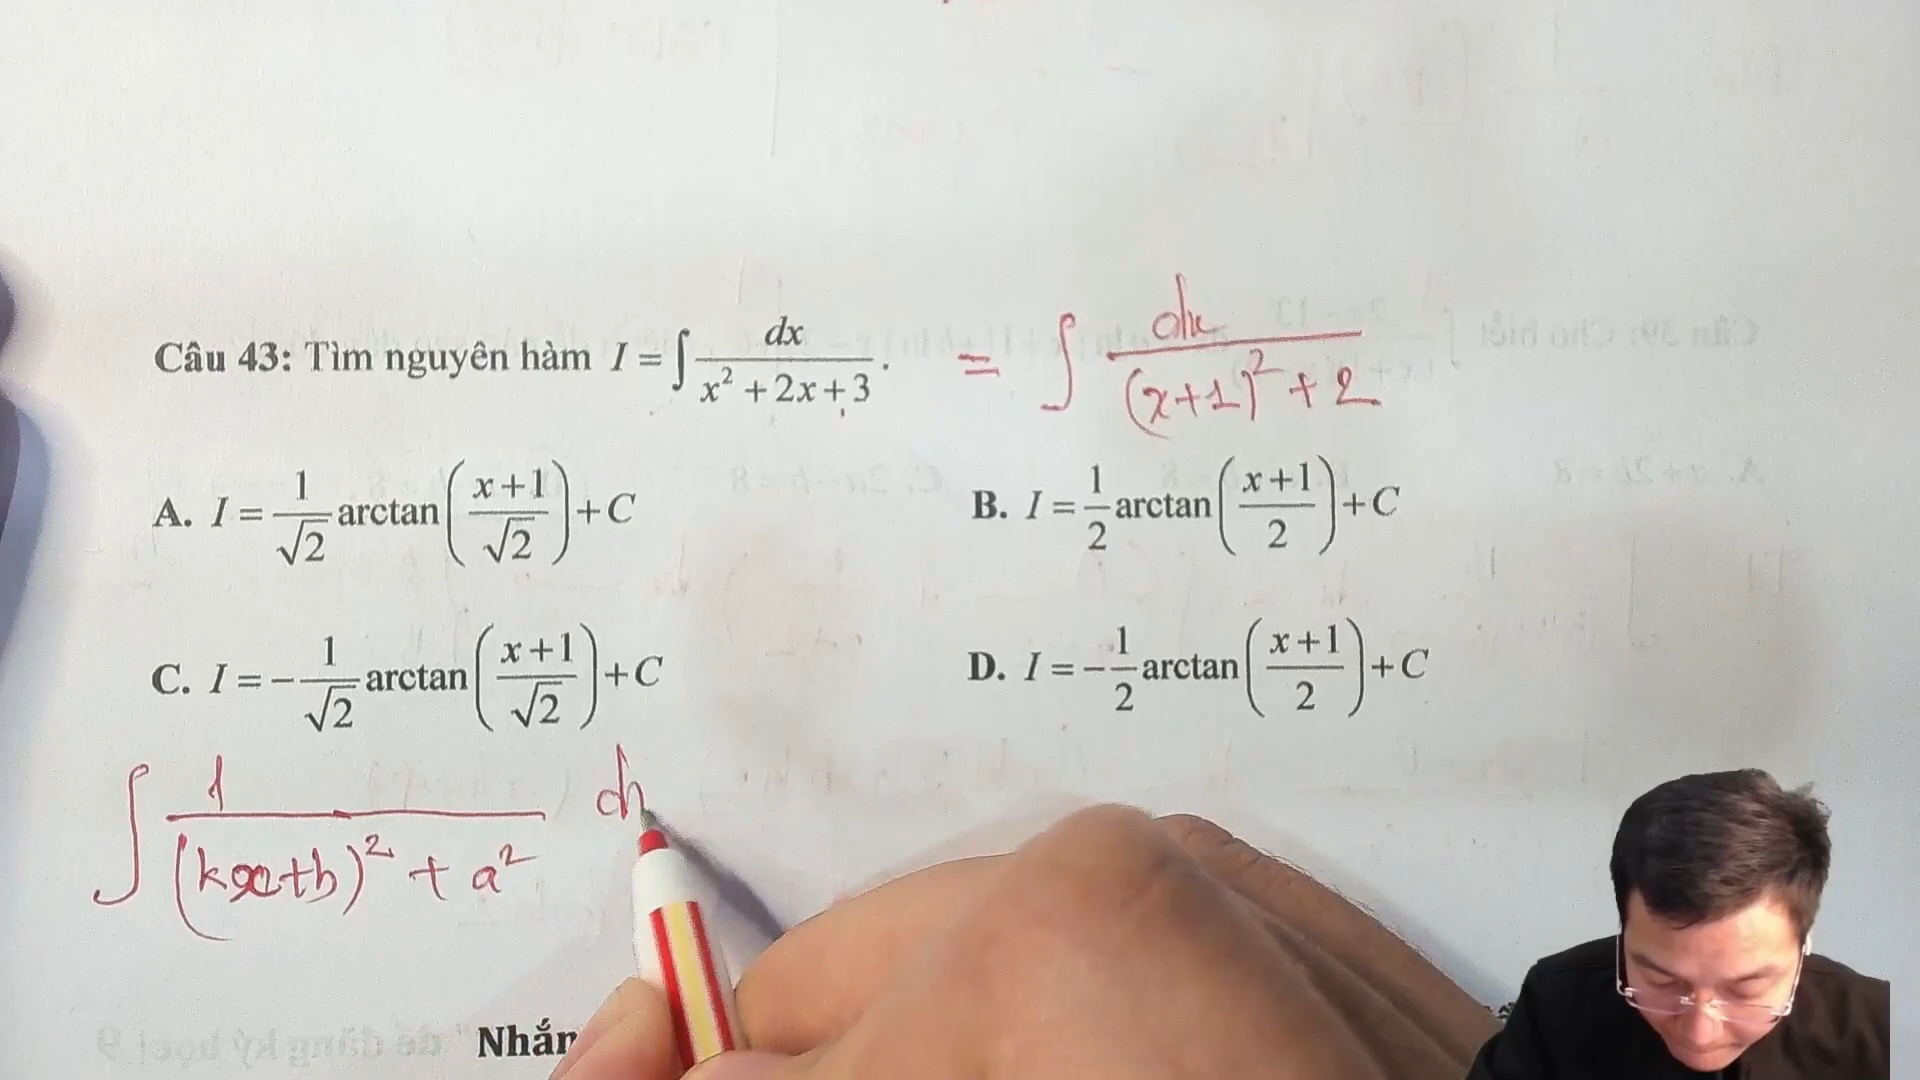 Câu 43: Tìm nguyên hàm I = ∫ dx / (x² + 2x + 3) . = ∫ dx / ((x+1)² + 2)
A. I = 1/√2 arctan((x+1)/√2) + C
B. I = 1/2 arctan((x+1)/2) + C
C. I = −1/√2 arctan((x+1)/√2) + C
D. I = −1/2 arctan((x+1)/2) + C
∫ 1 / ((kx+b)² + a²) d
Nhắn